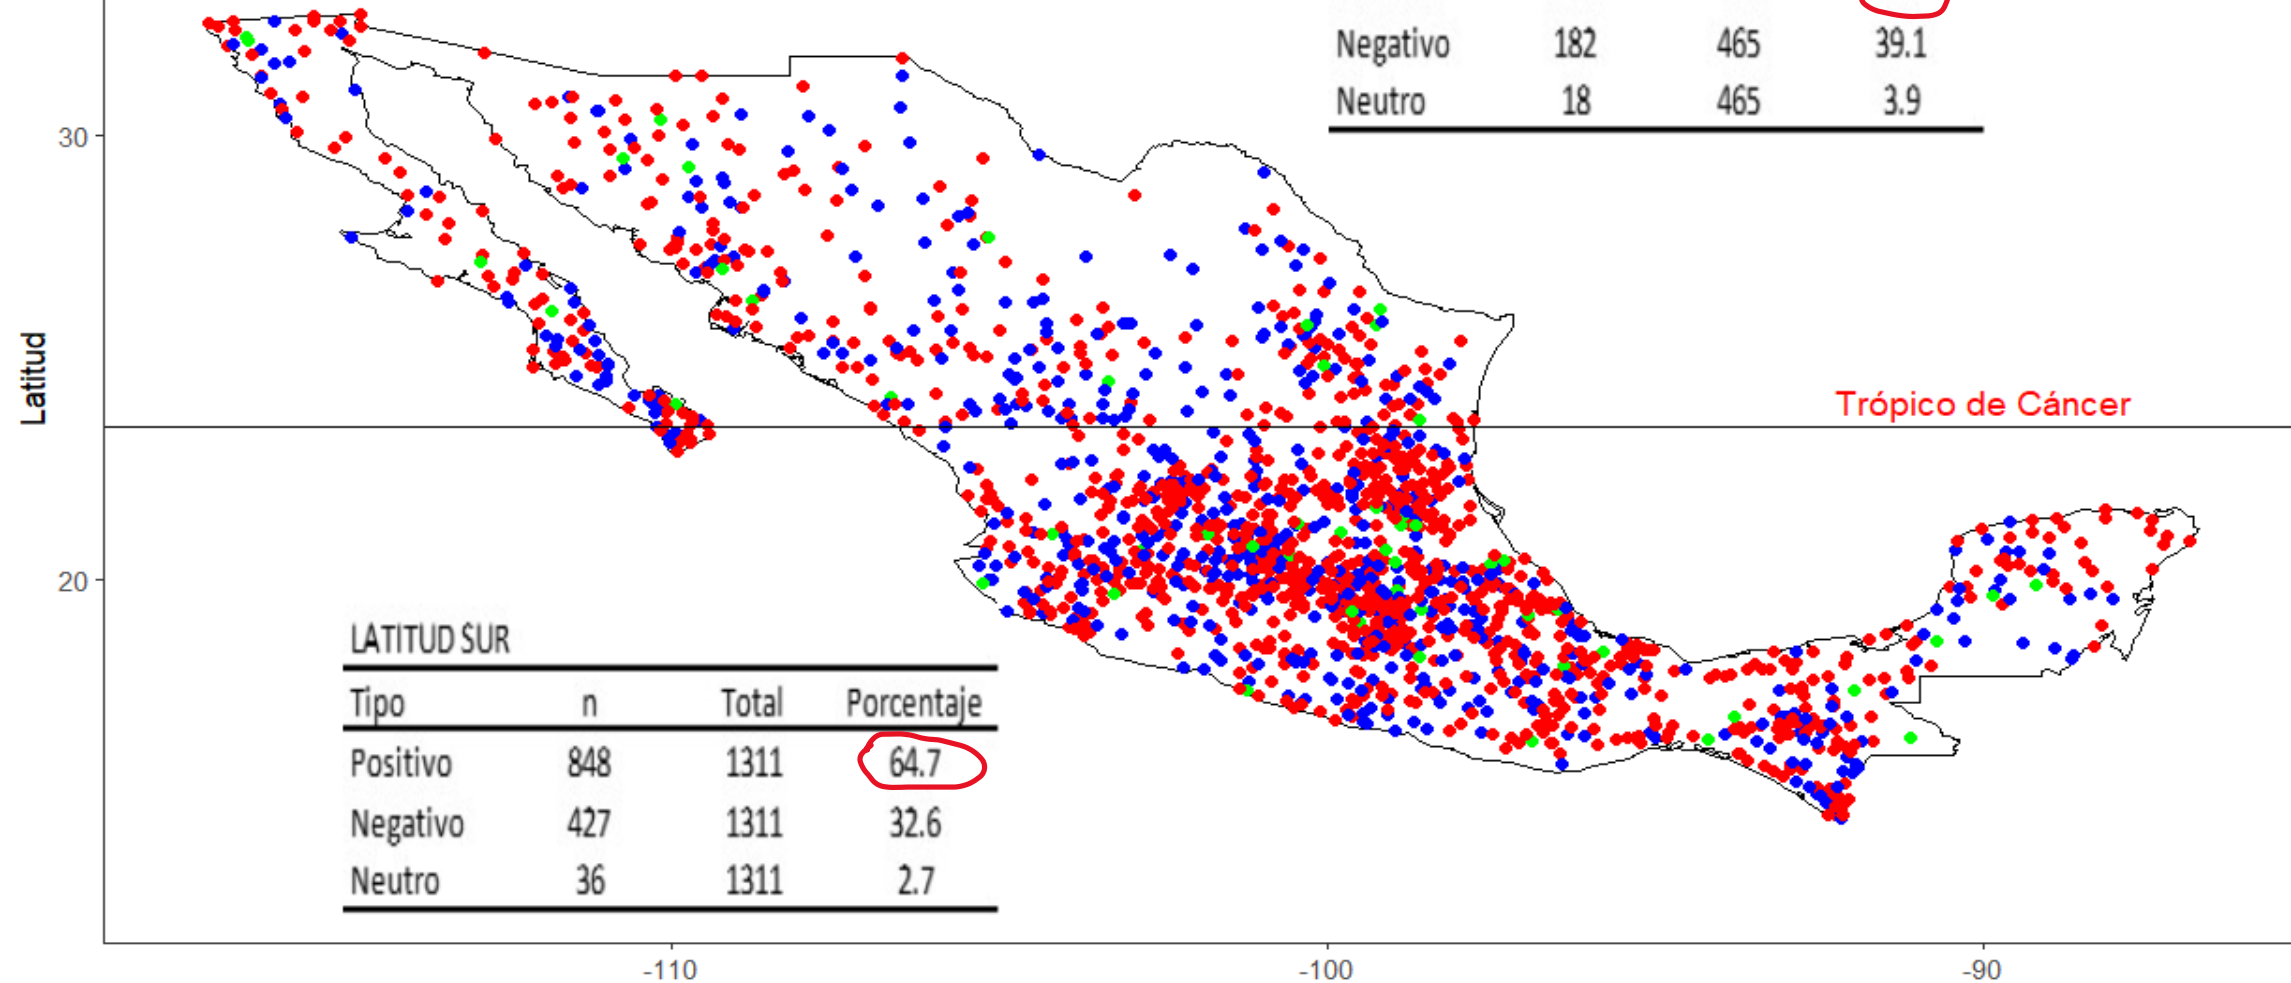 Negativo 182 465 39.1
Neutro 18 465 3.9
30
Latitud
Trópico de Cáncer
20
LATITUD SUR
Tipo n Total Porcentaje
Positivo 848 1311 64.7
Negativo 427 1311 32.6
Neutro 36 1311 2.7
-110 -100 -90